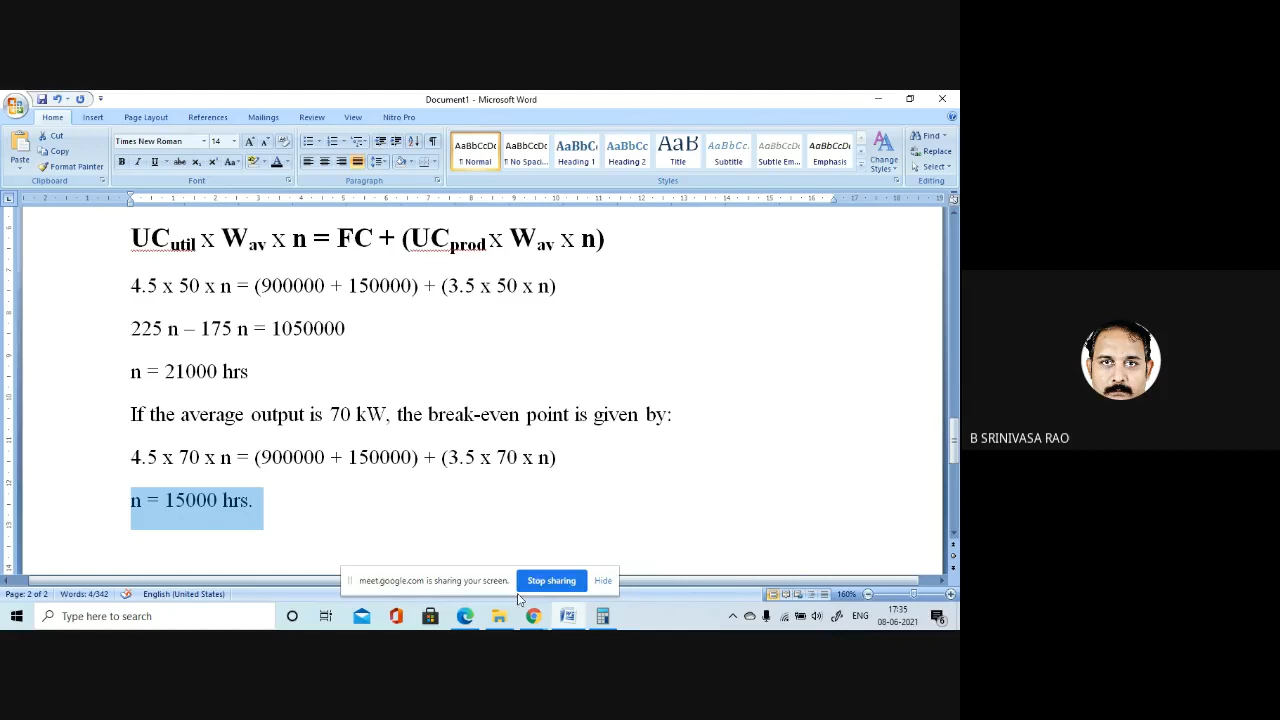 Document1 - Microsoft Word
Home Insert Page Layout References Mailings Review View Nitro Pro
Paste
Cut
Copy
Format Painter
Clipboard
Times New Roman 14
Font
Paragraph
AaBbCcDc AaBbCcDc AaBbCc AaBbCc AaB AaBbCc AaBbCcDc AaBbCcDc
¶ Normal ¶ No Spaci... Heading 1 Heading 2 Title Subtitle Subtle Em... Emphasis
Change Styles
Styles
Find
Replace
Select
Editing
UCutil x Wav x n = FC + (UCprod x Wav x n)
4.5 x 50 x n = (900000 + 150000) + (3.5 x 50 x n)
225 n – 175 n = 1050000
n = 21000 hrs
If the average output is 70 kW, the break-even point is given by:
4.5 x 70 x n = (900000 + 150000) + (3.5 x 70 x n)
n = 15000 hrs.
meet.google.com is sharing your screen. Stop sharing Hide
Page: 2 of 2 Words: 4/342 English (United States) 160%
Type here to search
ENG
17:35
08-06-2021
6
B SRINIVASA RAO